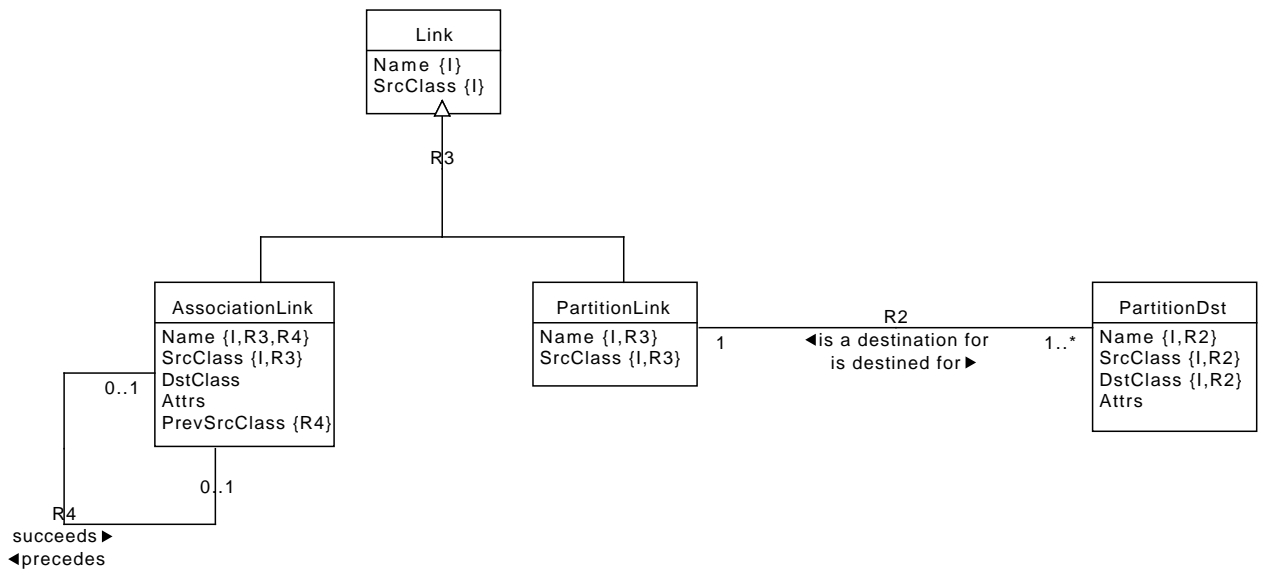 Link
Name {I}
SrcClass {I}
R3
AssociationLink
Name {I,R3,R4}
SrcClass {I,R3}
DstClass
Attrs
PrevSrcClass {R4}
PartitionLink
Name {I,R3}
SrcClass {I,R3}
PartitionDst
Name {I,R2}
SrcClass {I,R2}
DstClass {I,R2}
Attrs
R2
1
◄is a destination for
1..*
is destined for►
0..1
0..1
R4
succeeds►
◄precedes